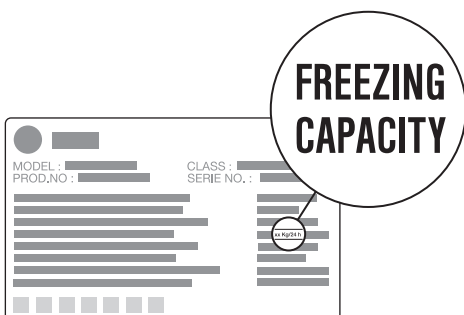 FREEZING
CAPACITY
MODEL :
CLASS :
PROD.NO :
SERIE NO. :
xx Kg/24 h